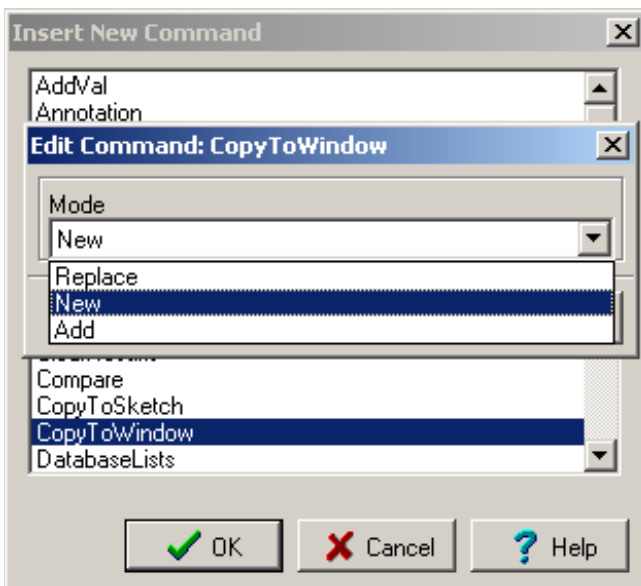 Insert New Command
AddVal
Annotation
Edit Command: CopyToWindow
Mode
New
Replace
New
Add
Compare
CopyToSketch
CopyToWindow
DatabaseLists
OK
Cancel
? Help